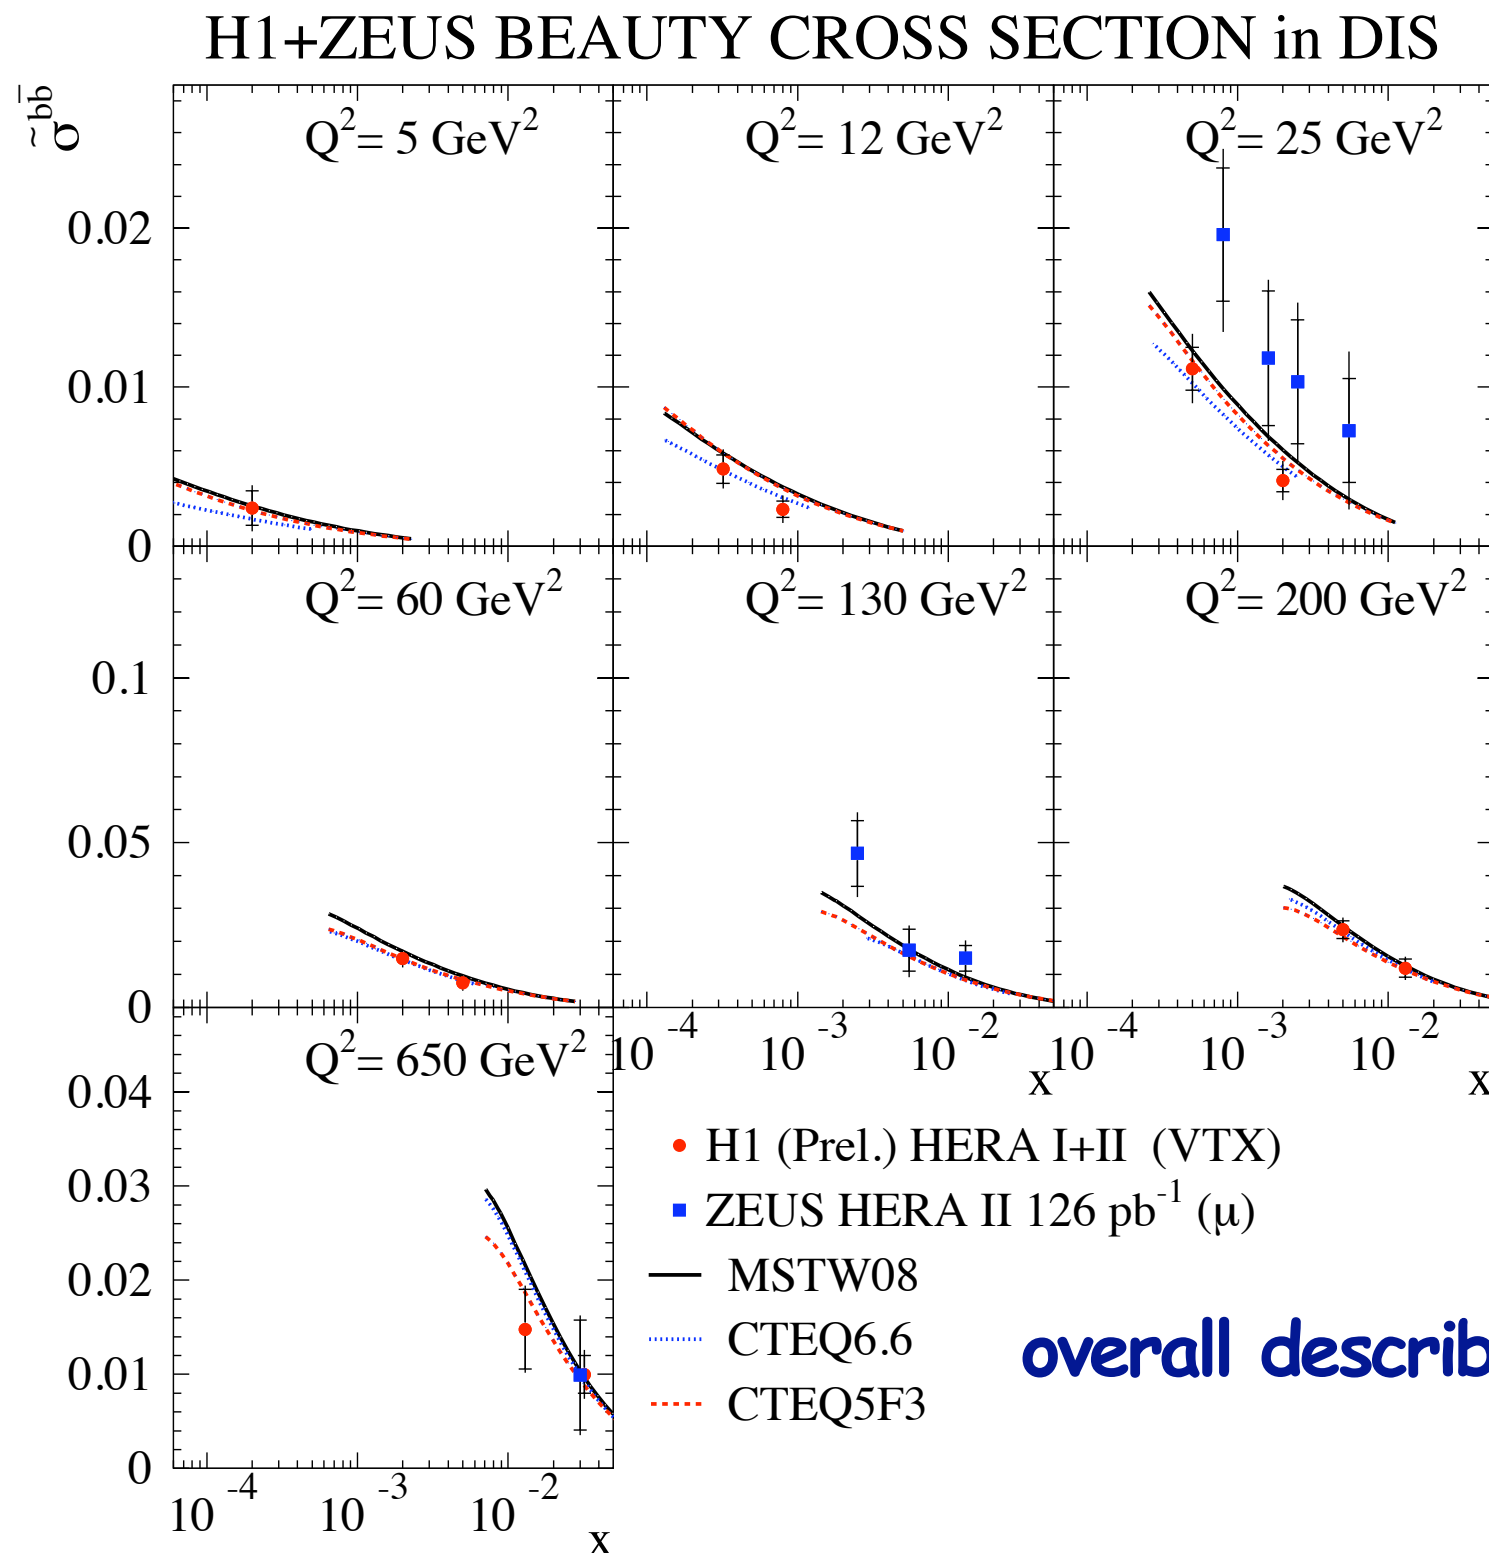 H1+ZEUS BEAUTY CROSS SECTION in DIS
σ̃^{bb̄}
Q²= 5 GeV²
Q²= 12 GeV²
Q²= 25 GeV²
0.02
0.01
0
Q²= 60 GeV²
Q²= 130 GeV²
Q²= 200 GeV²
0.1
0.05
0
10⁻⁴ 10⁻³ 10⁻² x
10⁻⁴ 10⁻³ 10⁻² x
Q²= 650 GeV²
0.04
0.03
0.02
0.01
0
10⁻⁴ 10⁻³ 10⁻² x
H1 (Prel.) HERA I+II (VTX)
ZEUS HERA II 126 pb⁻¹ (μ)
MSTW08
CTEQ6.6
CTEQ5F3
overall describ